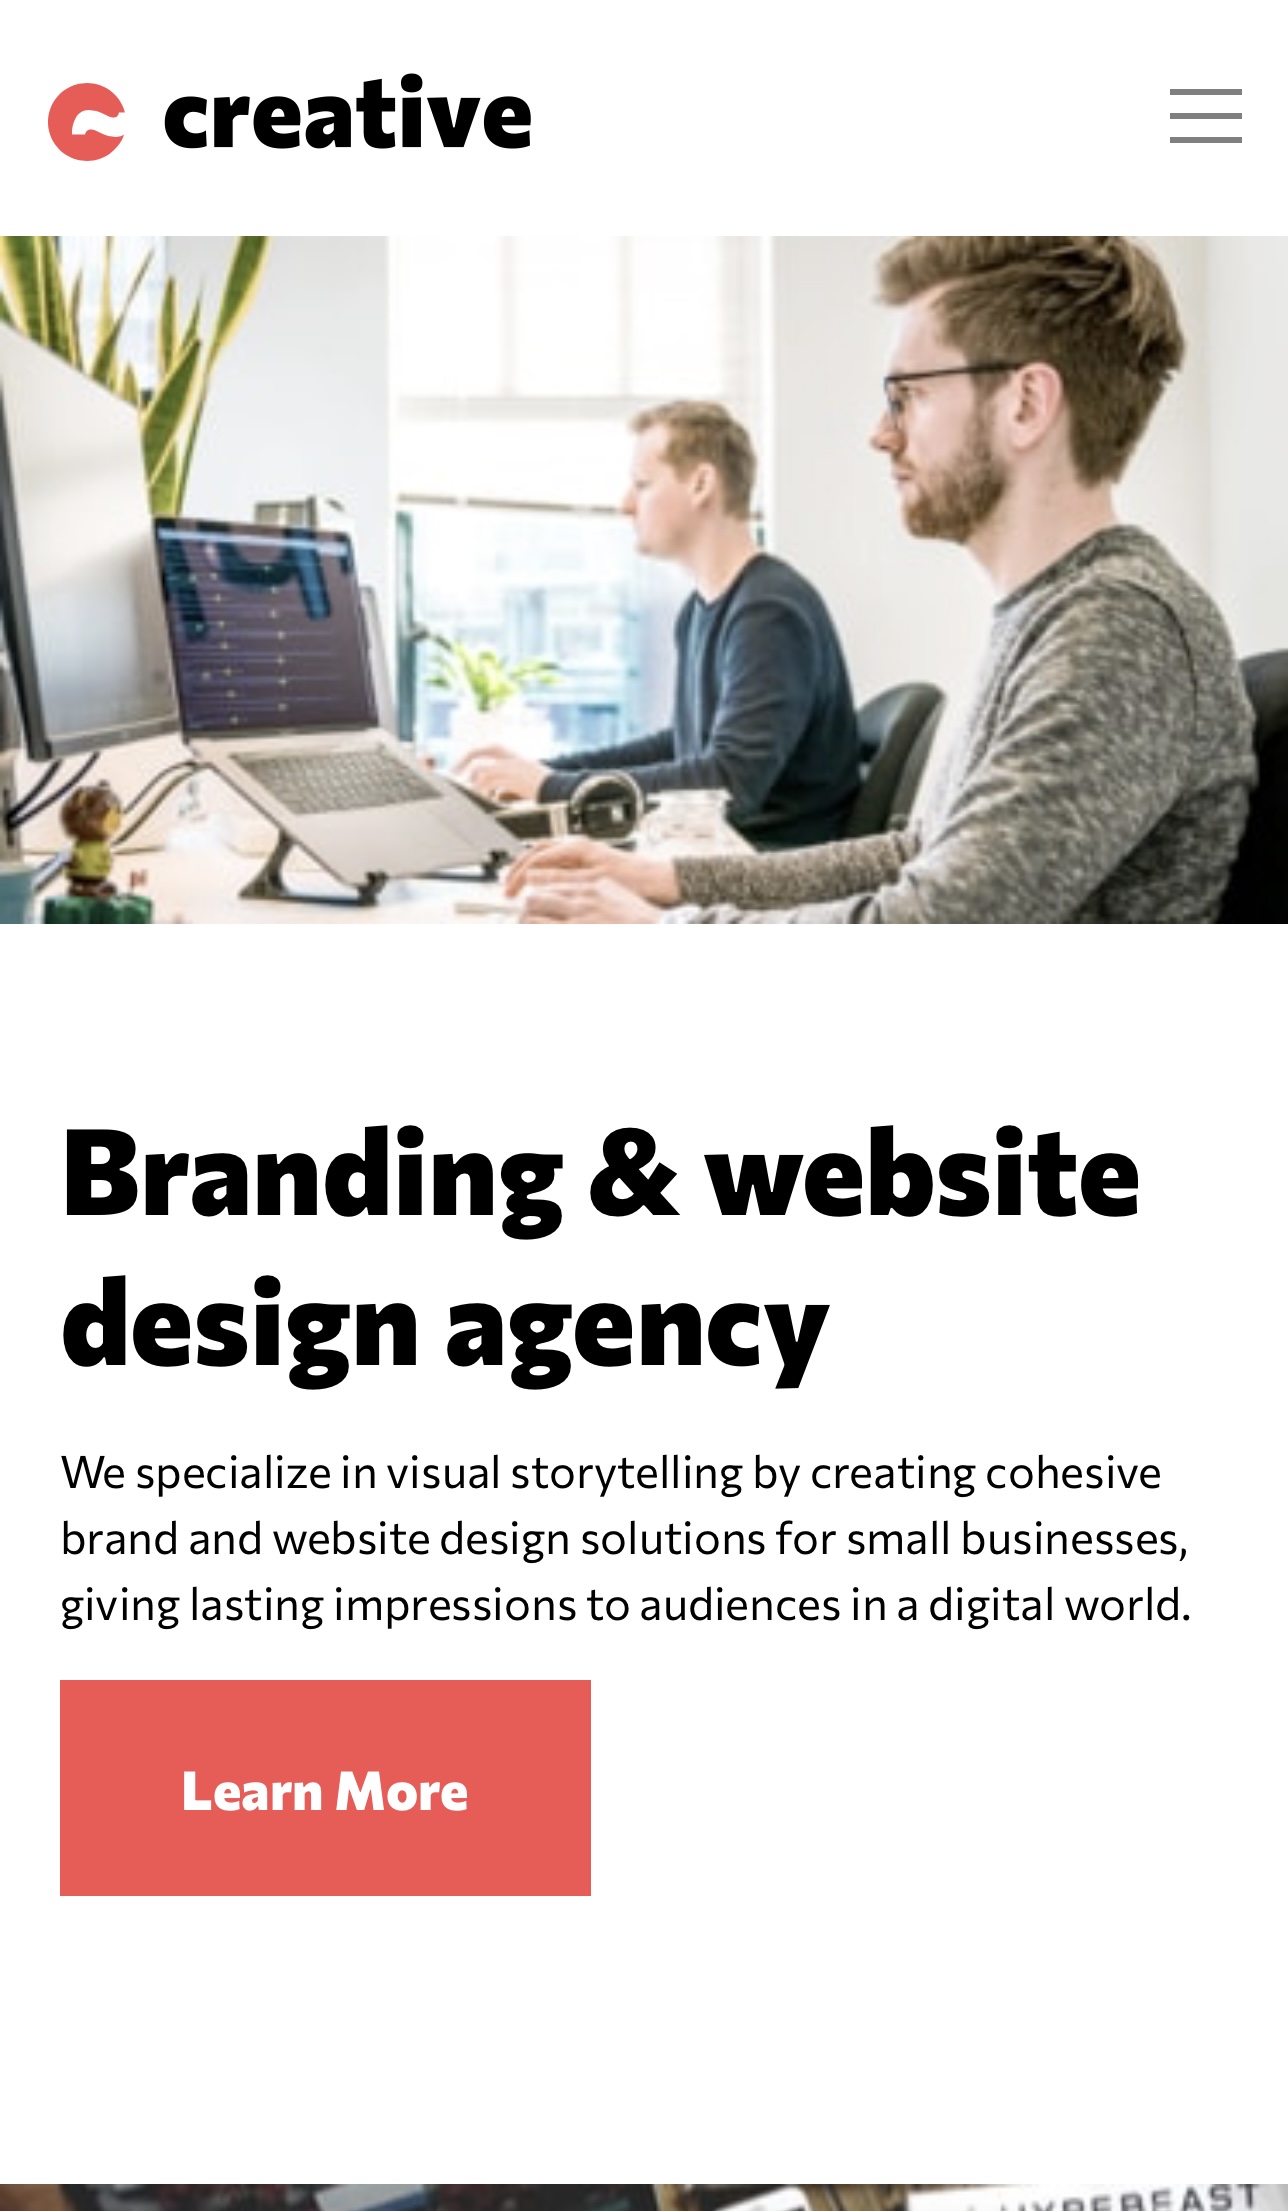 creative
Branding & website
design agency
We specialize in visual storytelling by creating cohesive
brand and website design solutions for small businesses,
giving lasting impressions to audiences in a digital world.
Learn More
HYPEBEAST